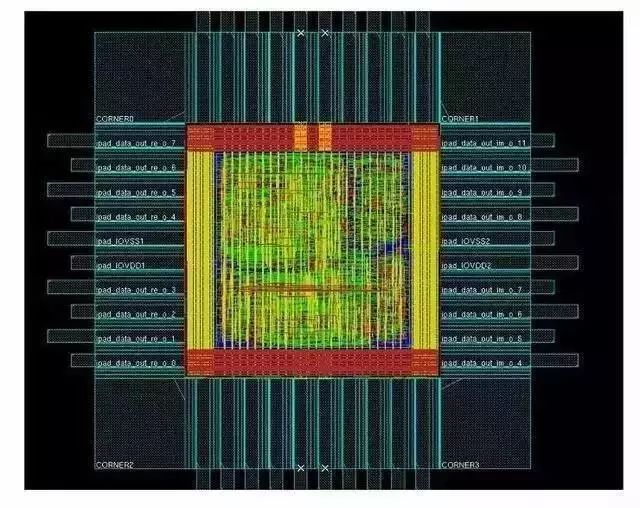 CORNER0
CORNER1
ipad_data_out_re_o_7
ipad_data_out_im_o_11
ipad_data_out_re_o_6
ipad_data_out_im_o_10
ipad_data_out_re_o_5
ipad_data_out_im_o_9
ipad_data_out_re_o_4
ipad_data_out_im_o_8
ipad_IOVSS1
ipad_IOVSS2
ipad_IOVDD1
ipad_IOVDD2
ipad_data_out_re_o_3
ipad_data_out_im_o_7
ipad_data_out_re_o_2
ipad_data_out_im_o_6
ipad_data_out_re_o_1
ipad_data_out_im_o_5
ipad_data_out_re_o_0
ipad_data_out_im_o_4
CORNER2
CORNER3